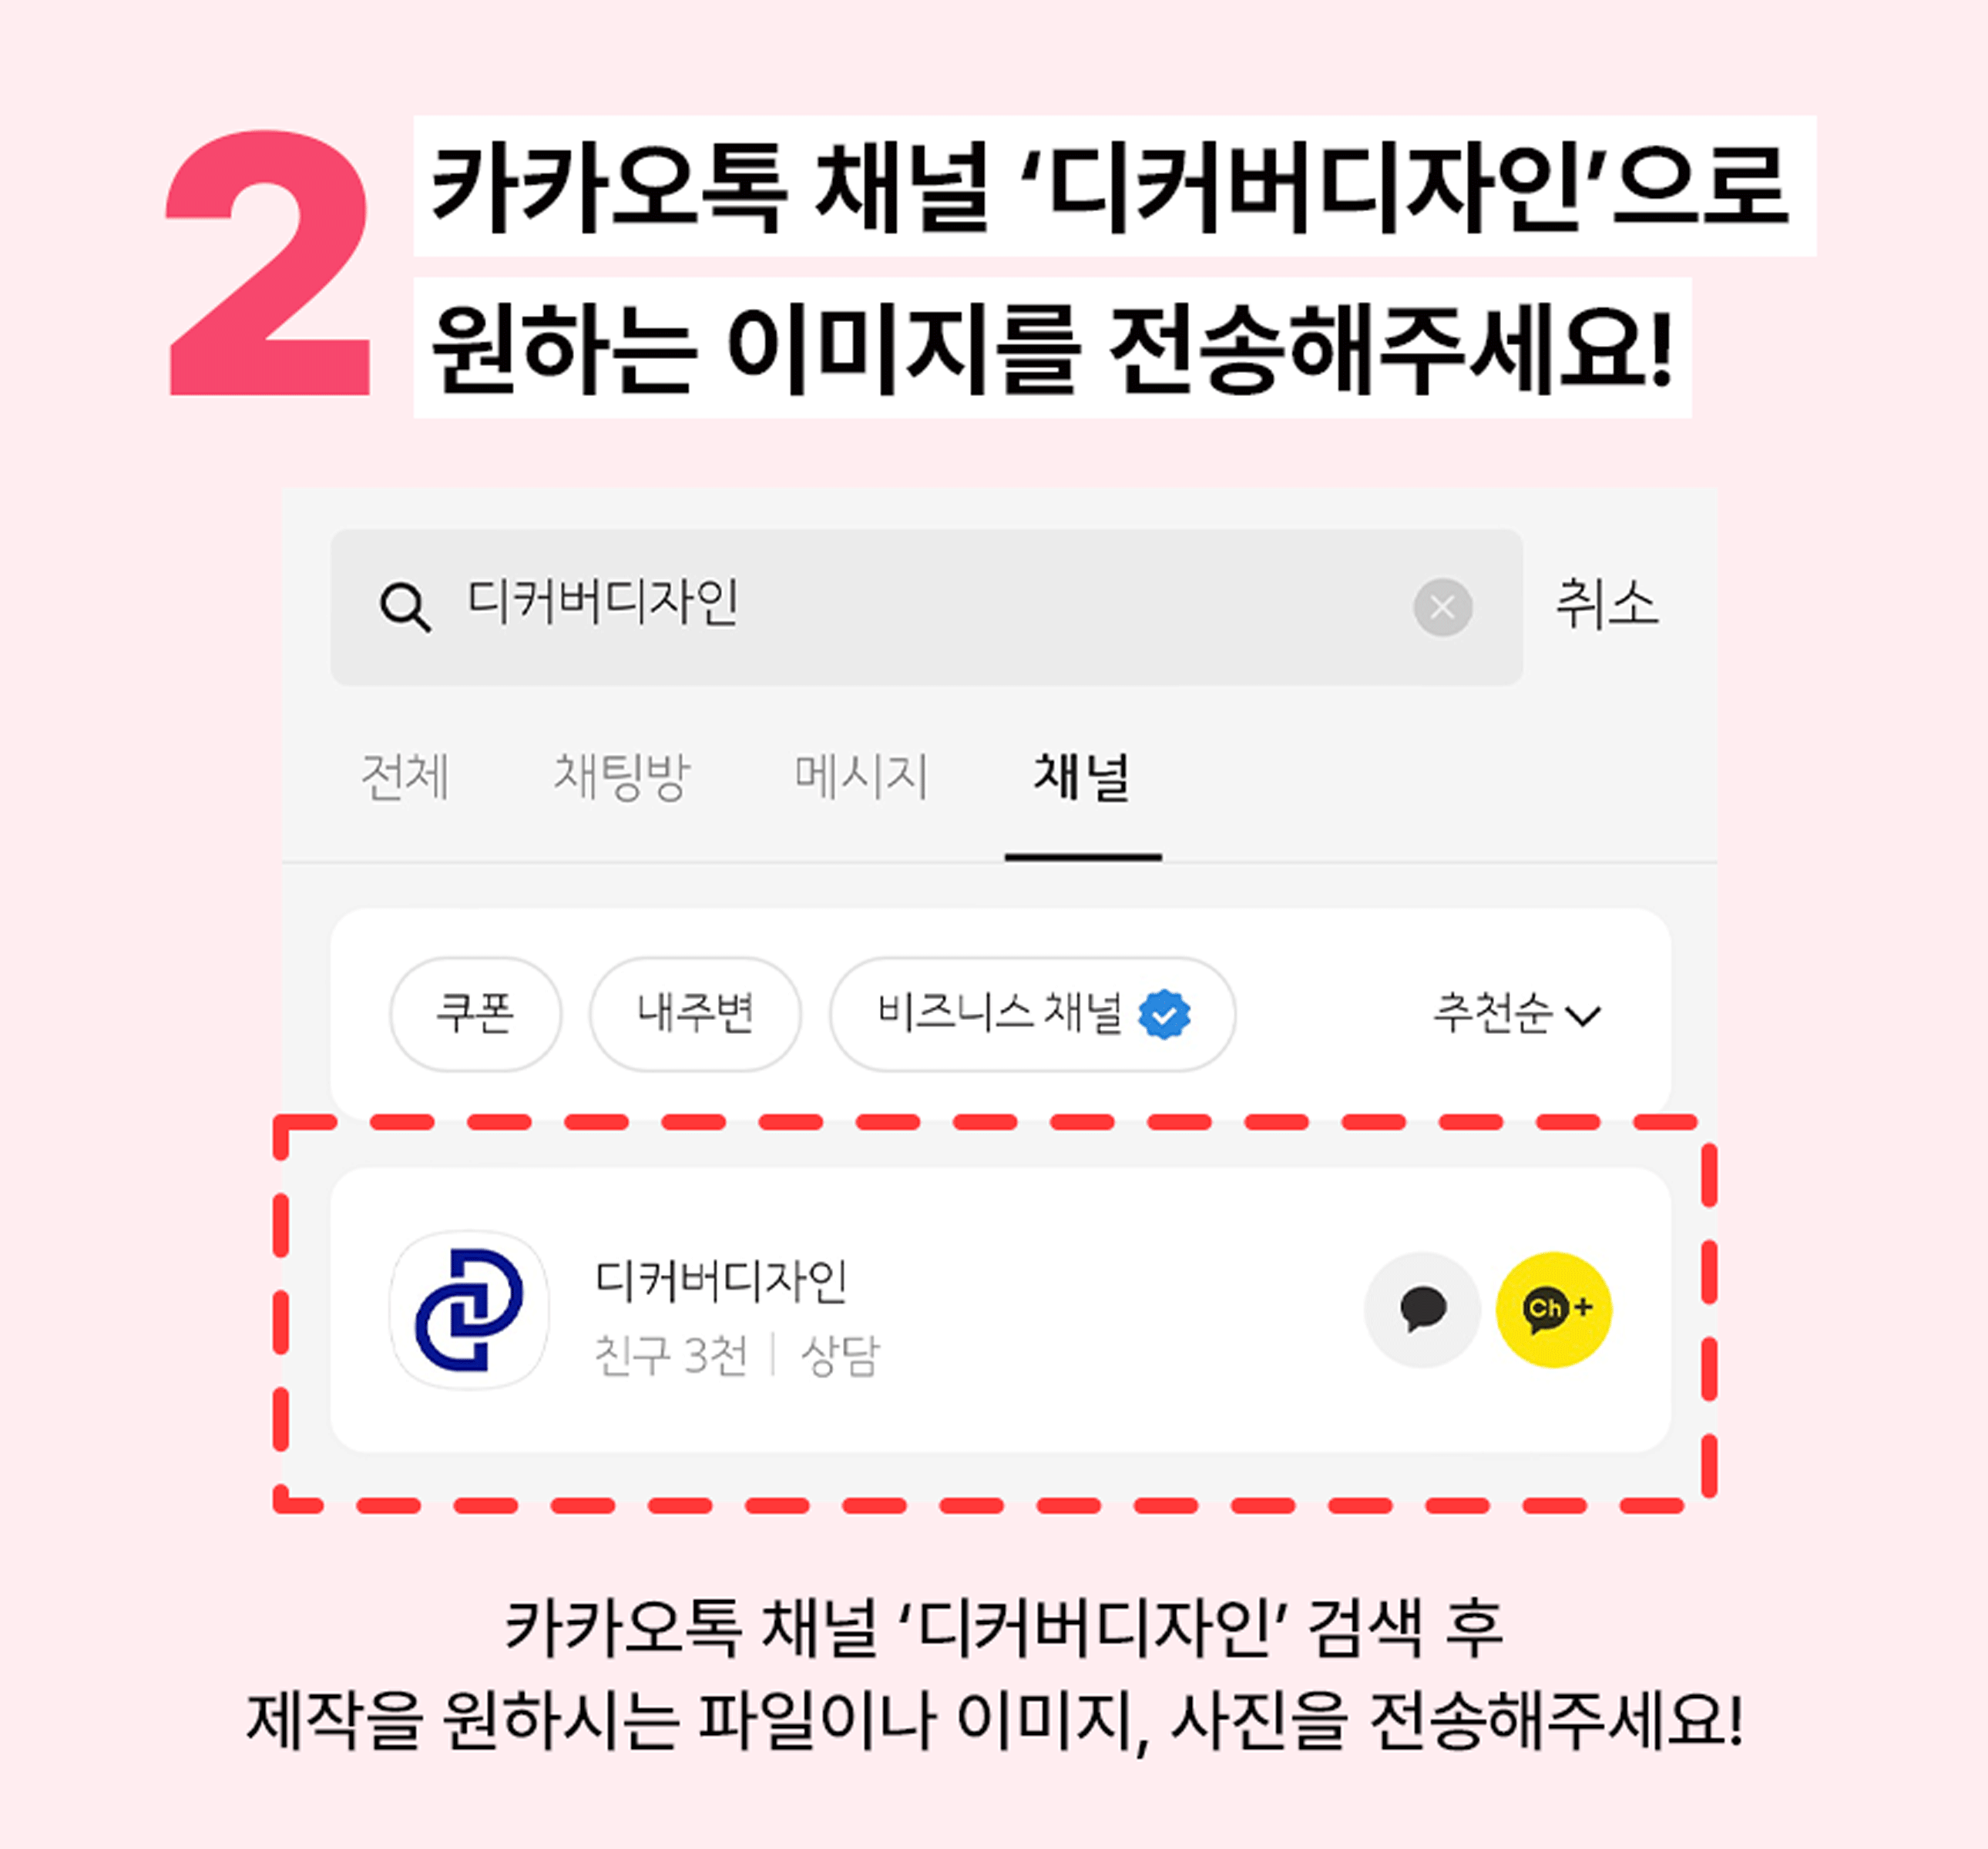 2
카카오톡 채널 ‘디커버디자인’으로
원하는 이미지를 전송해주세요!
디커버디자인
취소
전체 채팅방 메시지 채널
쿠폰 내주변 비즈니스 채널 추천순
디커버디자인
친구 3천 | 상담
Ch+
카카오톡 채널 ‘디커버디자인’ 검색 후
제작을 원하시는 파일이나 이미지, 사진을 전송해주세요!